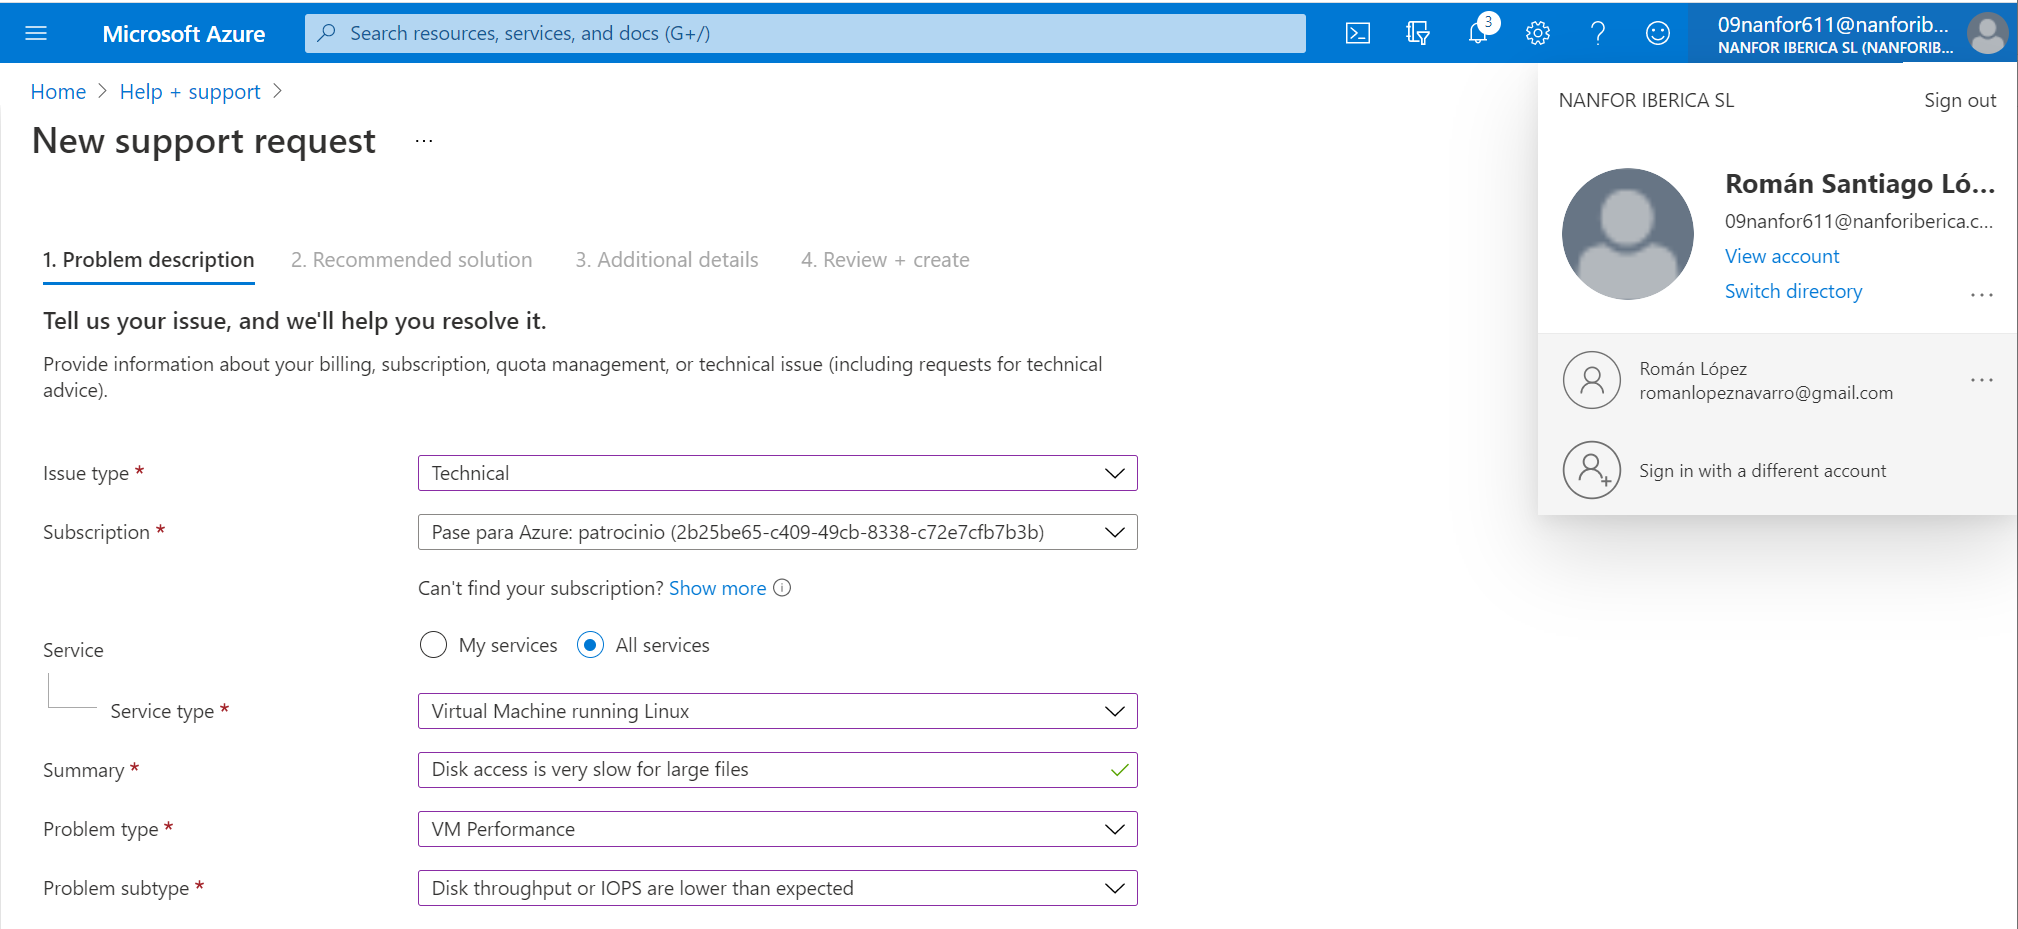 Microsoft Azure
Search resources, services, and docs (G+/)
3
09nanfor611@nanforib...
NANFOR IBERICA SL (NANFORIB...
Home > Help + support >
New support request ...
NANFOR IBERICA SL
Sign out
Román Santiago Ló...
09nanfor611@nanforiberica.c...
View account
Switch directory
...
Román López
romanlopeznavarro@gmail.com
...
Sign in with a different account
1. Problem description
2. Recommended solution
3. Additional details
4. Review + create
Tell us your issue, and we'll help you resolve it.
Provide information about your billing, subscription, quota management, or technical issue (including requests for technical
advice).
Issue type *
Technical
Subscription *
Pase para Azure: patrocinio (2b25be65-c409-49cb-8338-c72e7cfb7b3b)
Can't find your subscription? Show more
Service
My services
All services
Service type *
Virtual Machine running Linux
Summary *
Disk access is very slow for large files
Problem type *
VM Performance
Problem subtype *
Disk throughput or IOPS are lower than expected